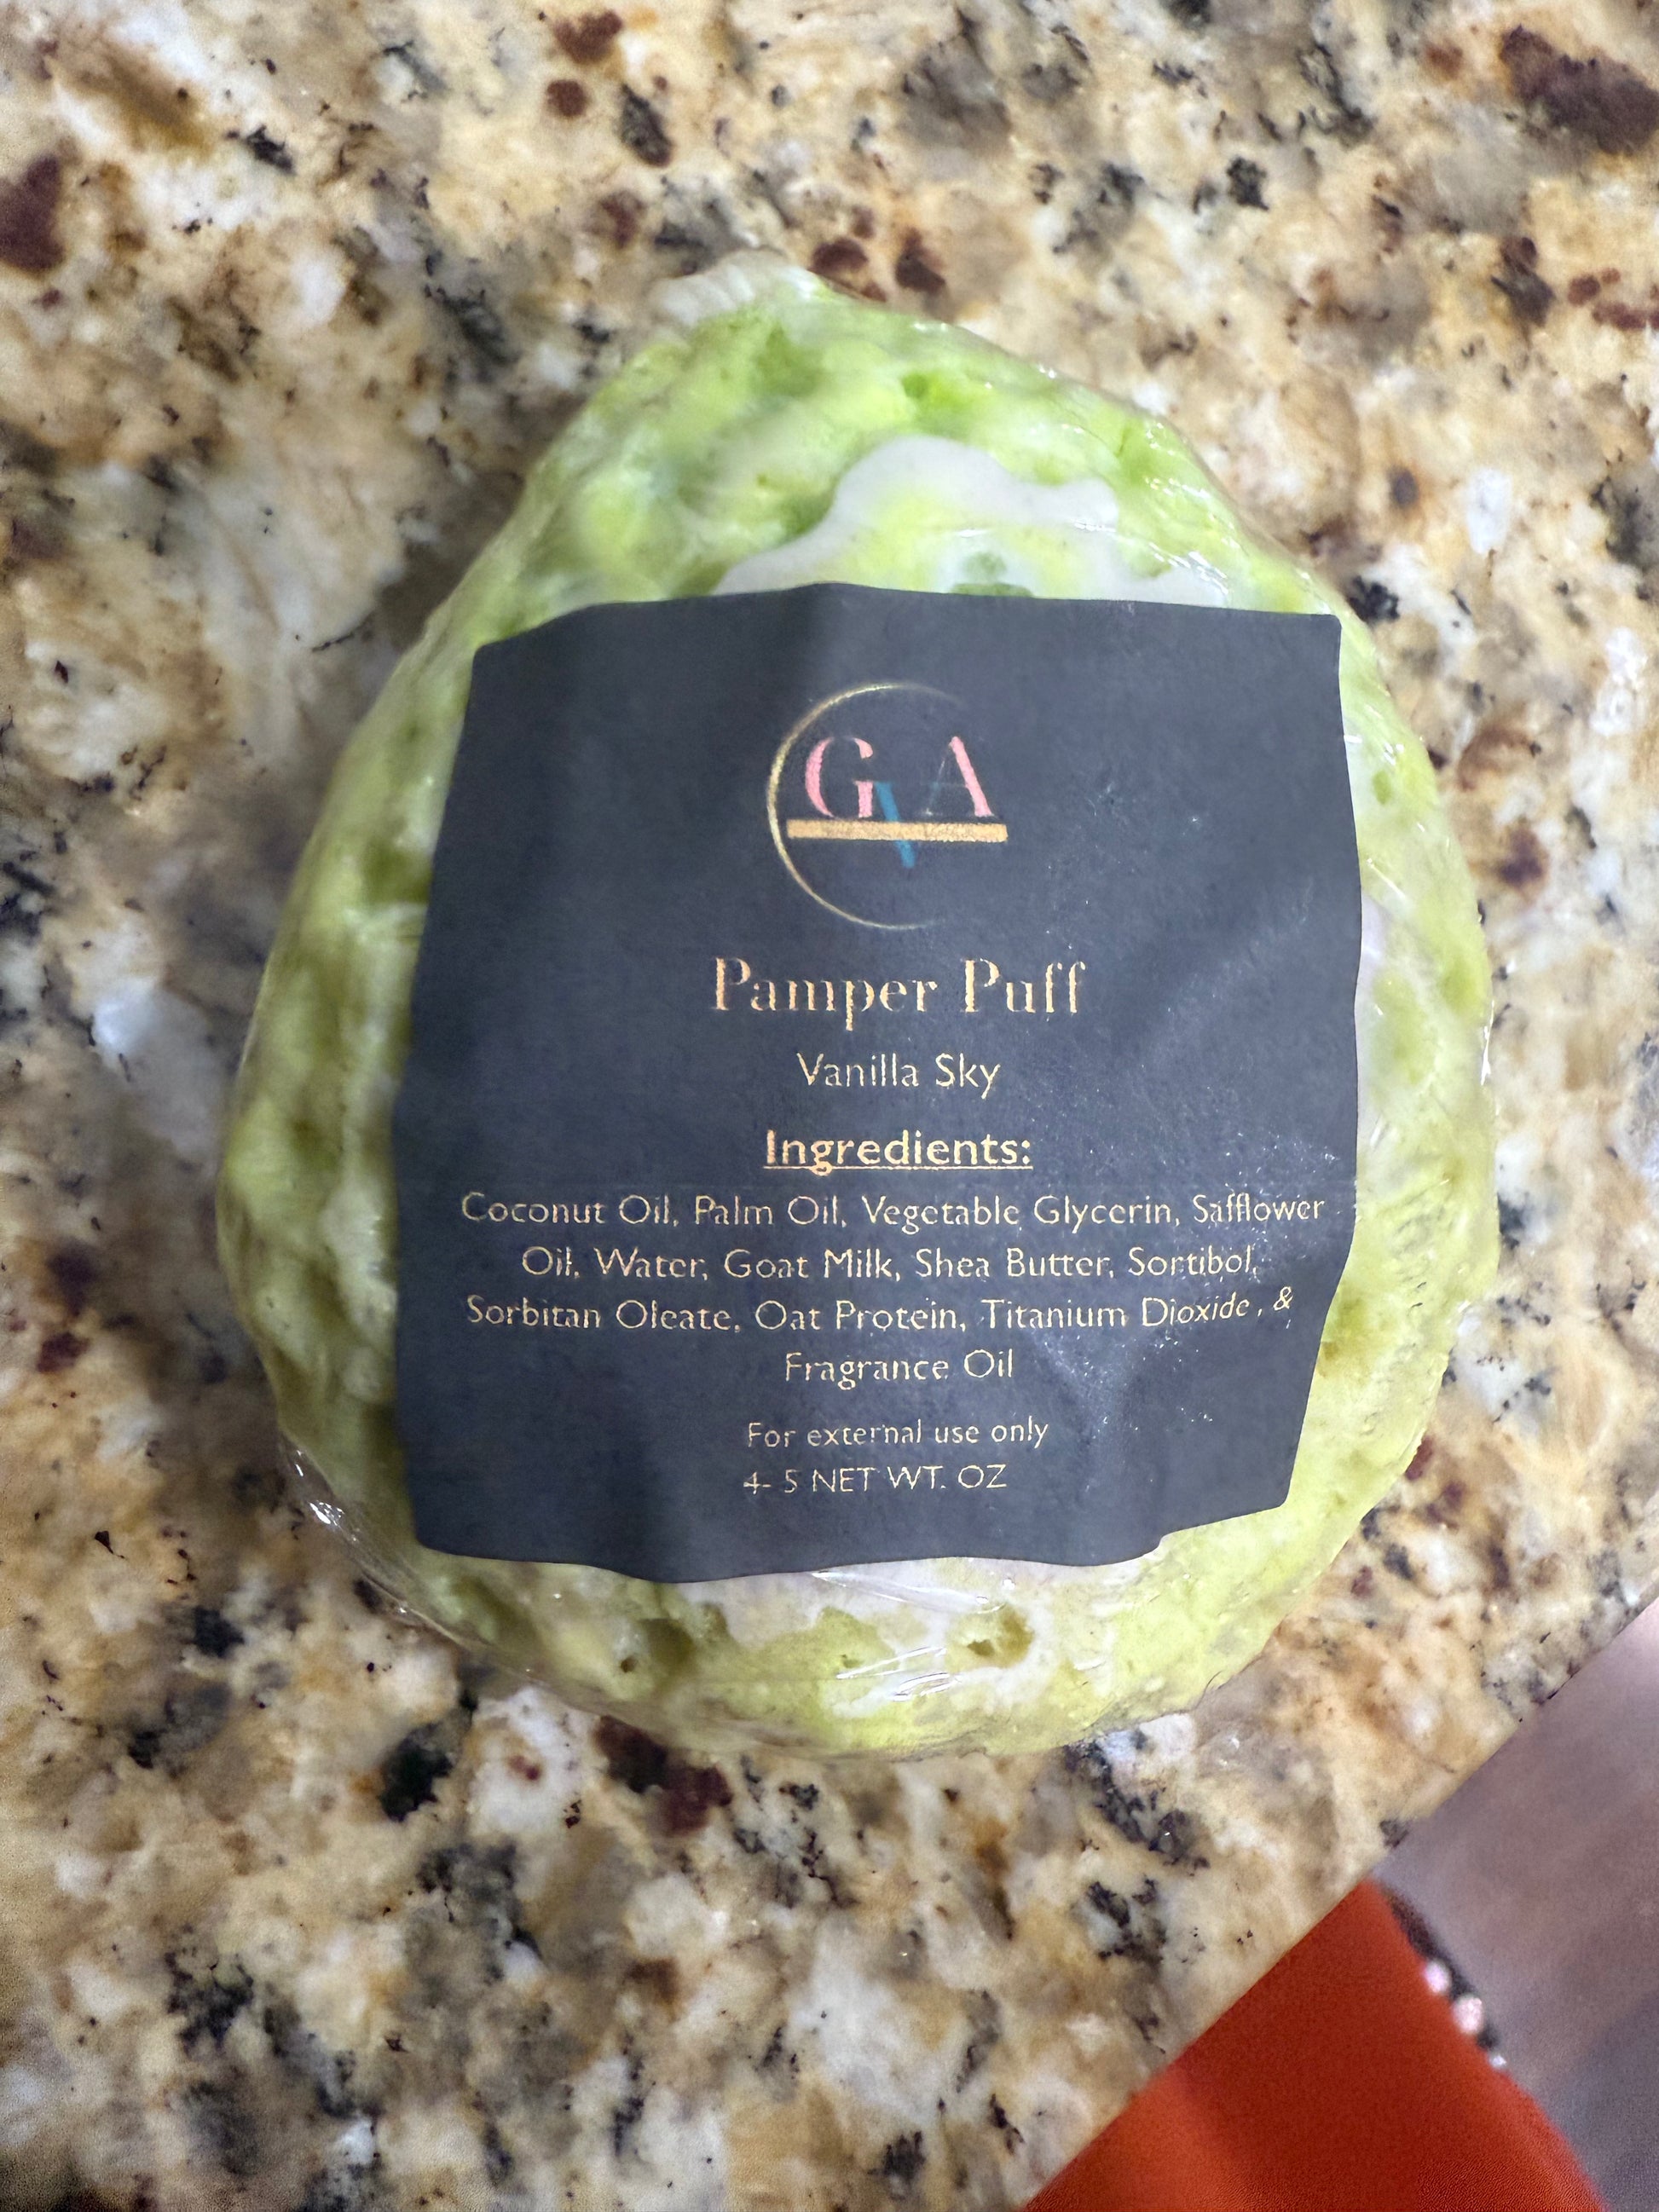 GVA
Pamper Puff
Vanilla Sky
Ingredients:
Coconut Oil, Palm Oil, Vegetable Glycerin, Safflower
Oil, Water, Goat Milk, Shea Butter, Sortibol,
Sorbitan Oleate, Oat Protein, Titanium Dioxide, &
Fragrance Oil
For external use only
4- 5 NET WT. OZ